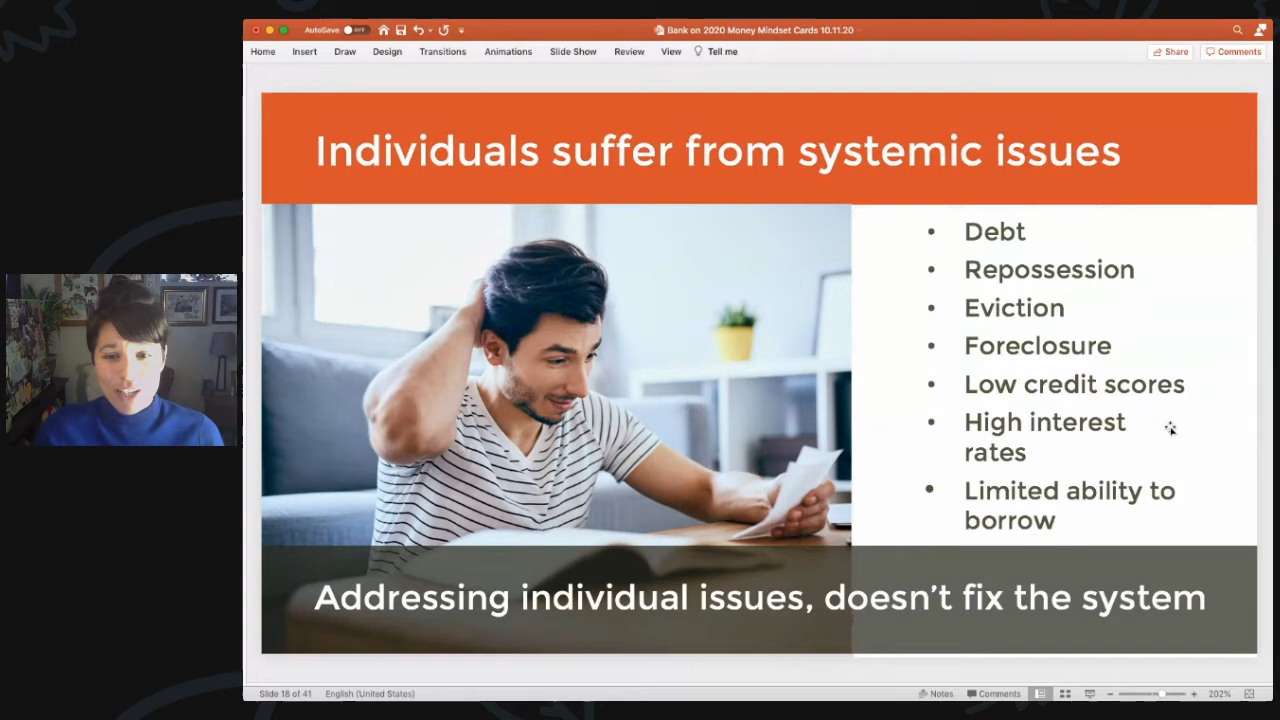 AutoSave OFF
Bank on 2020 Money Mindset Cards 10.11.20
Home Insert Draw Design Transitions Animations Slide Show Review View Tell me
Share Comments
Individuals suffer from systemic issues
• Debt
• Repossession
• Eviction
• Foreclosure
• Low credit scores
• High interest
rates
• Limited ability to
borrow
Addressing individual issues, doesn't fix the system
Slide 18 of 41 English (United States) Notes Comments 202%